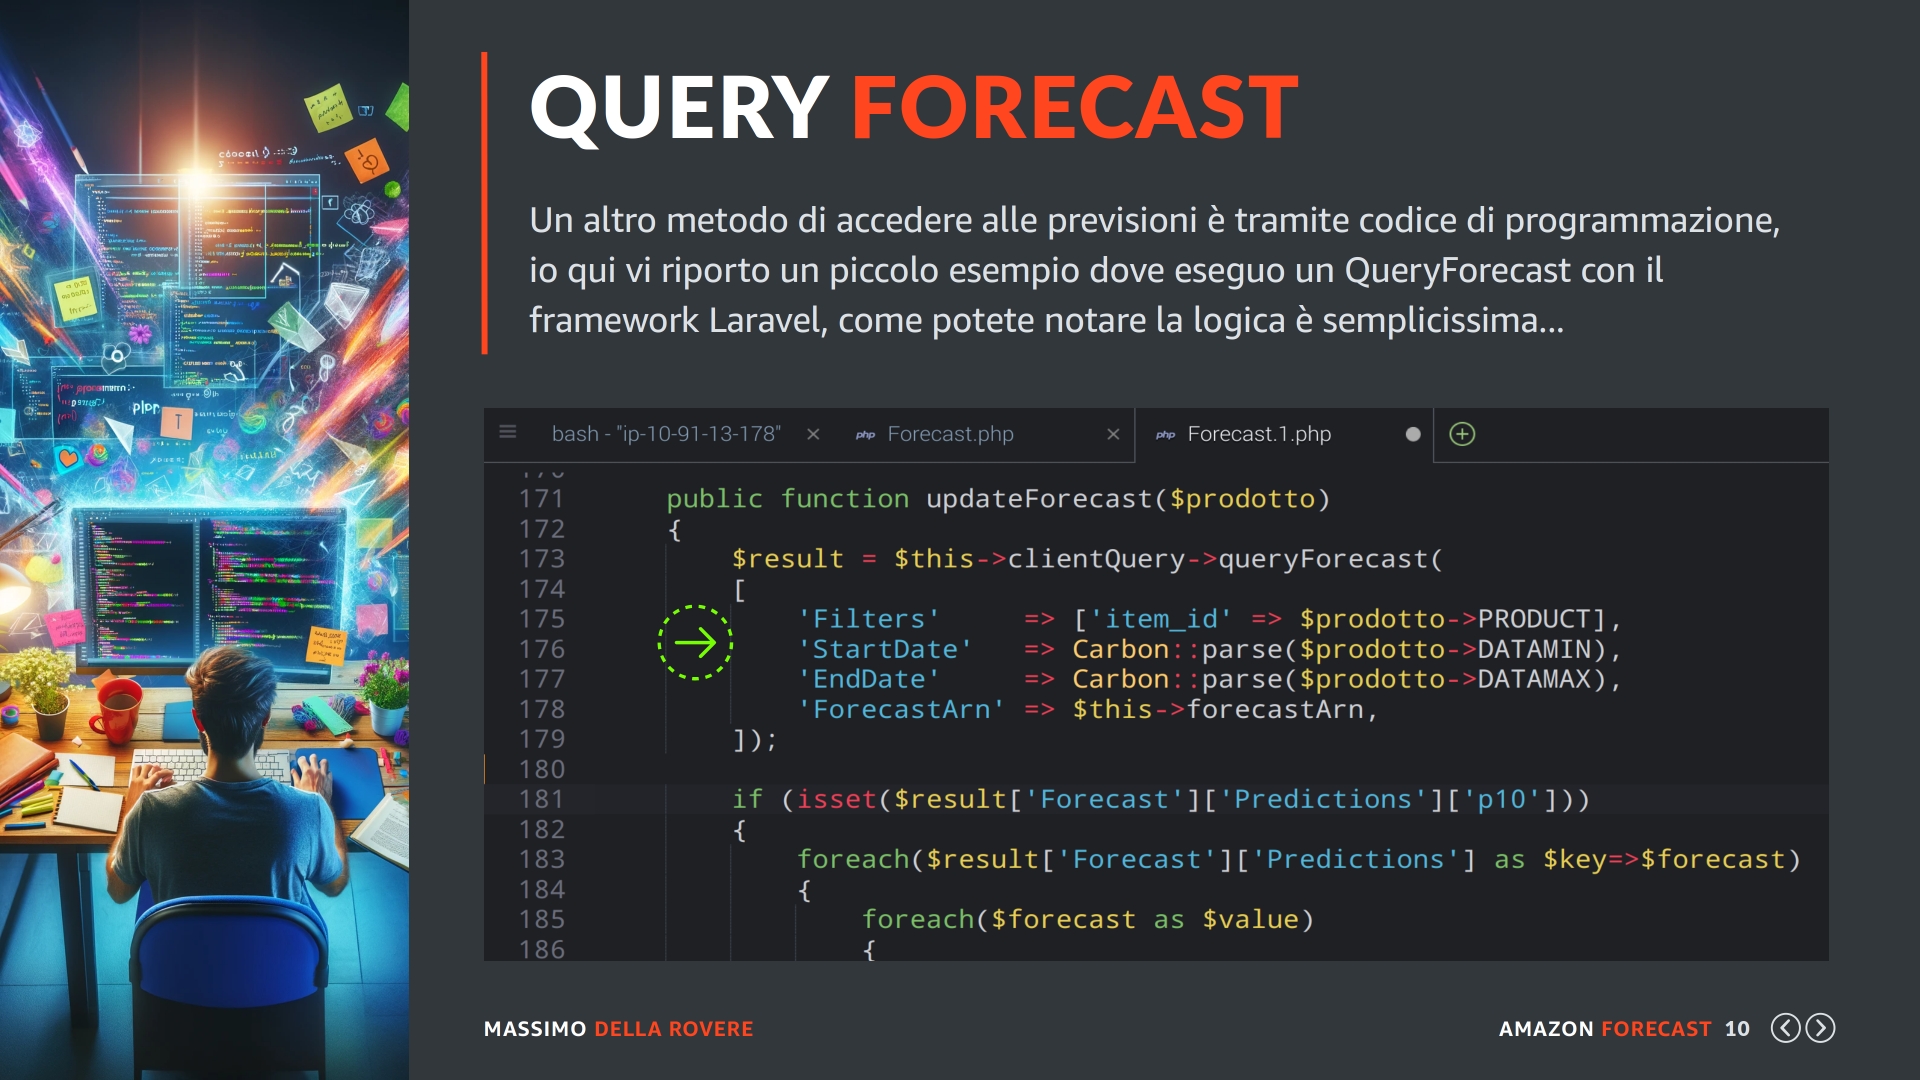 QUERY FORECAST
Un altro metodo di accedere alle previsioni è tramite codice di programmazione,
io qui vi riporto un piccolo esempio dove eseguo un QueryForecast con il
framework Laravel, come potete notare la logica è semplicissima...
bash - "ip-10-91-13-178" × php Forecast.php × php Forecast.1.php
171 public function updateForecast($prodotto)
172 {
173 $result = $this->clientQuery->queryForecast(
174 [
175 'Filters' => ['item_id' => $prodotto->PRODUCT],
176 'StartDate' => Carbon::parse($prodotto->DATAMIN),
177 'EndDate' => Carbon::parse($prodotto->DATAMAX),
178 'ForecastArn' => $this->forecastArn,
179 ]);
180
181 if (isset($result['Forecast']['Predictions']['p10']))
182 {
183 foreach($result['Forecast']['Predictions'] as $key=>$forecast)
184 {
185 foreach($forecast as $value)
186 {
MASSIMO DELLA ROVERE
AMAZON FORECAST 10